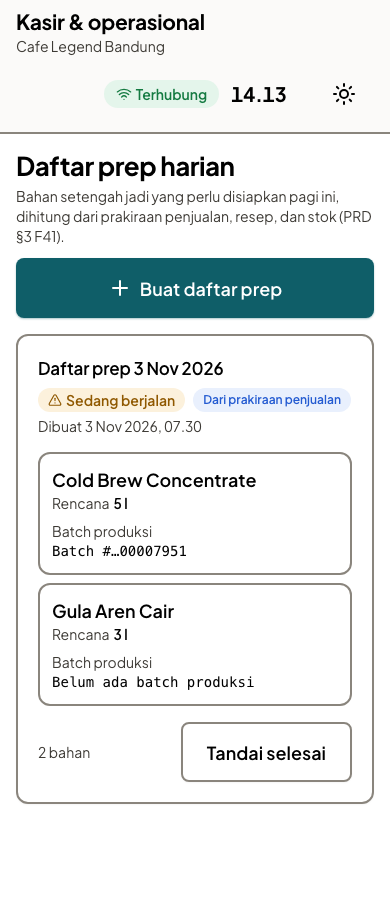 Kasir & operasional
Cafe Legend Bandung
Terhubung 14.13
Daftar prep harian
Bahan setengah jadi yang perlu disiapkan pagi ini,
dihitung dari prakiraan penjualan, resep, dan stok (PRD
§3 F41).
+ Buat daftar prep
Daftar prep 3 Nov 2026
Sedang berjalan Dari prakiraan penjualan
Dibuat 3 Nov 2026, 07.30
Cold Brew Concentrate
Rencana 5 l
Batch produksi
Batch #…00007951
Gula Aren Cair
Rencana 3 l
Batch produksi
Belum ada batch produksi
2 bahan Tandai selesai